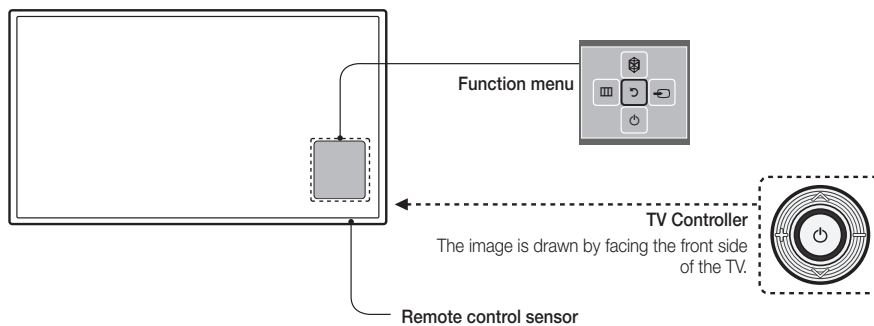 Function menu
TV Controller
The image is drawn by facing the front side
of the TV.
Remote control sensor